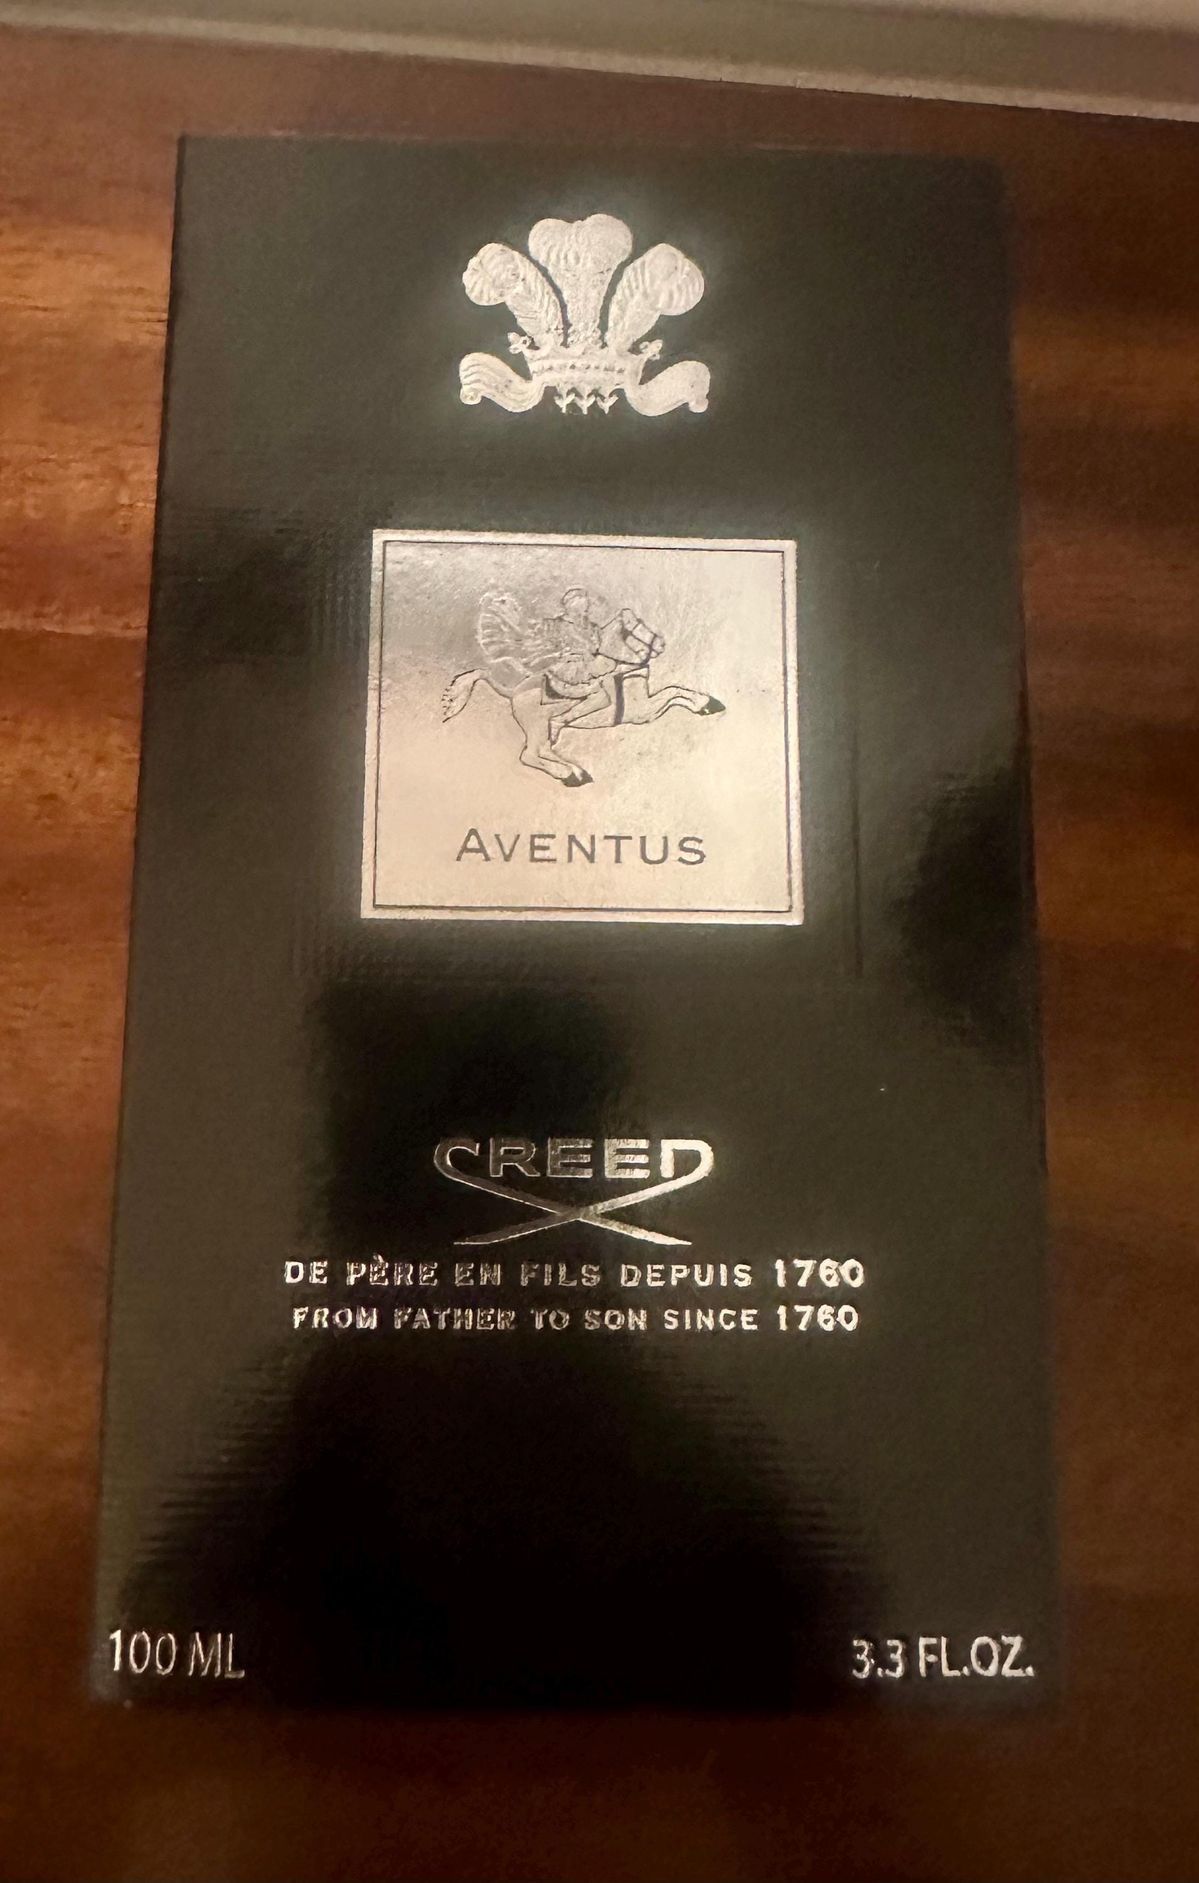 AVENTUS
CREED
DE PÈRE EN FILS DEPUIS 1760
FROM FATHER TO SON SINCE 1760
100 ML
3.3 FL.OZ.